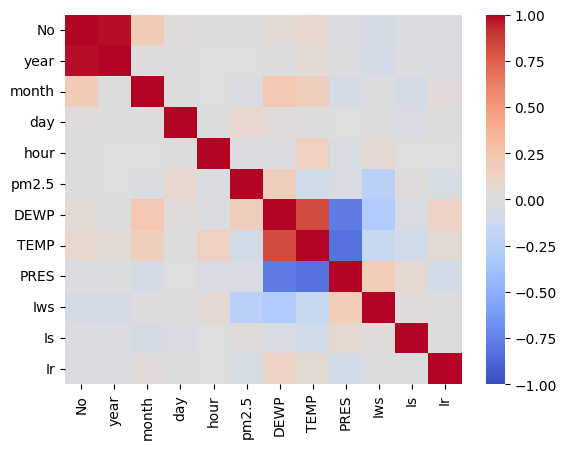 No
year
month
day
hour
pm2.5
DEWP
TEMP
PRES
Iws
Is
Ir
No
year
month
day
hour
pm2.5
DEWP
TEMP
PRES
Iws
Is
Ir
1.00
0.75
0.50
0.25
0.00
−0.25
−0.50
−0.75
−1.00